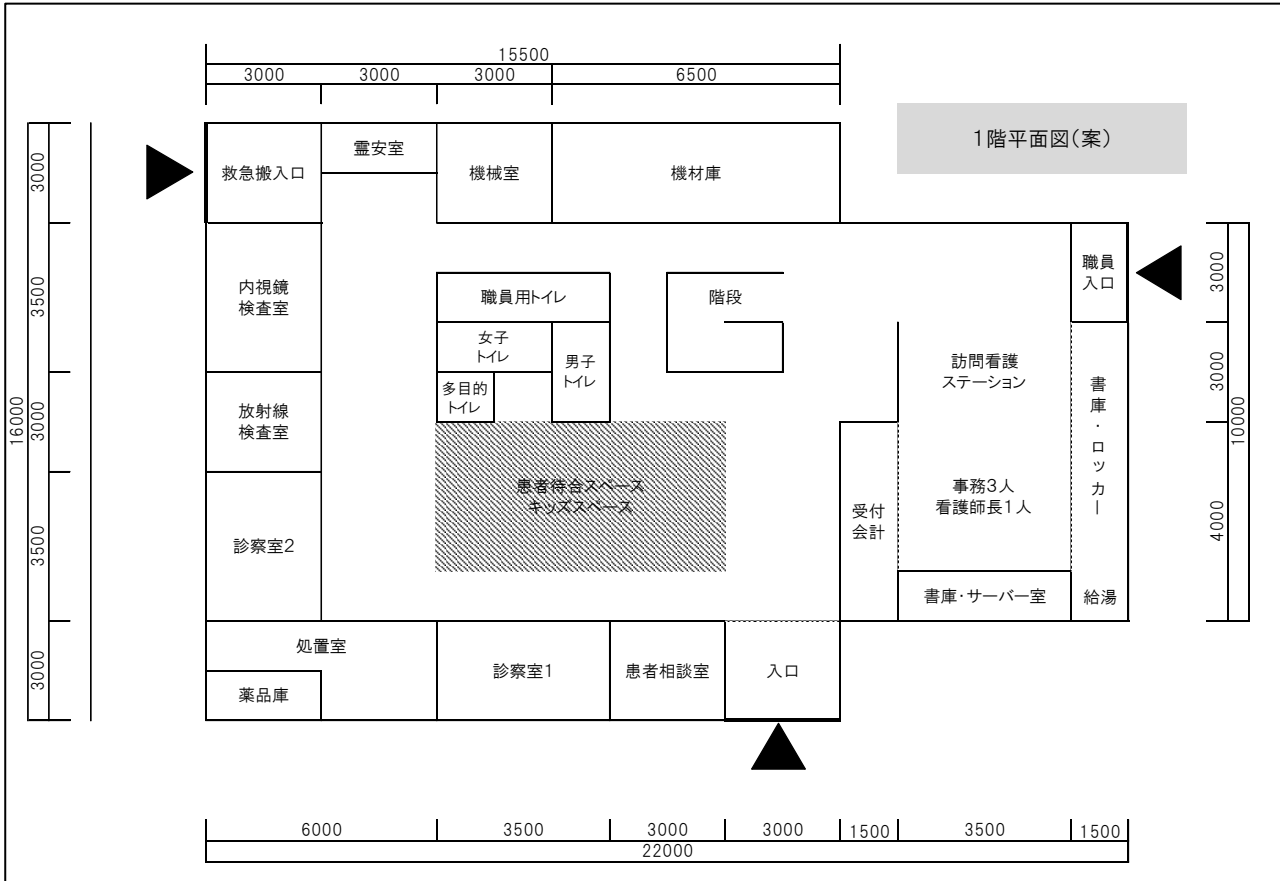 15500
3000
3000
3000
6500
1階平面図(案)
救急搬入口
霊安室
機械室
機材庫
3000
3500
3000
3500
3000
16000
内視鏡
検査室
職員用トイレ
階段
職員
入口
3000
3000
4000
10000
女子
トイレ
男子
トイレ
多目的
トイレ
訪問看護
ステーション
放射線
検査室
書庫・ロッカー
患者待合スペース
キッズスペース
事務3人
看護師長1人
受付
会計
診察室2
書庫・サーバー室
給湯
処置室
診察室1
患者相談室
入口
薬品庫
6000
3500
3000
3000
1500
3500
1500
22000